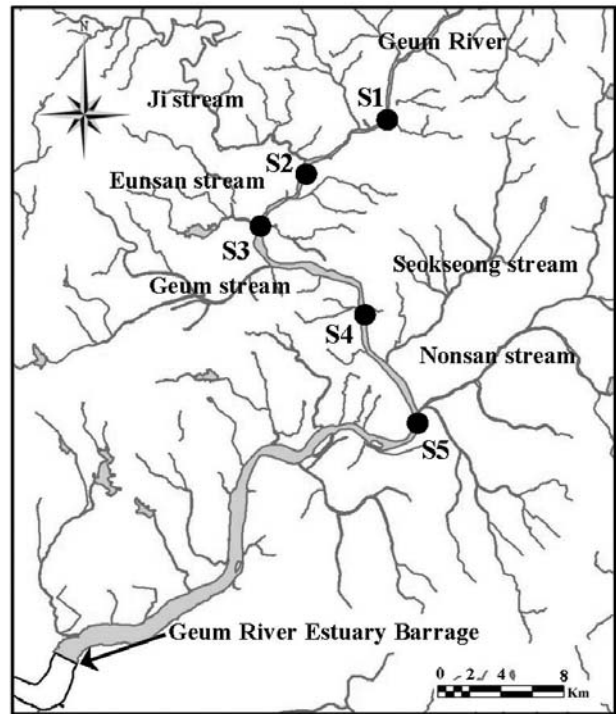 N
Geum River
Ji stream
S1
S2
Eunsan stream
S3
Seokseong stream
Geum stream
S4
Nonsan stream
S5
Geum River Estuary Barrage
0 2 4 8
Km